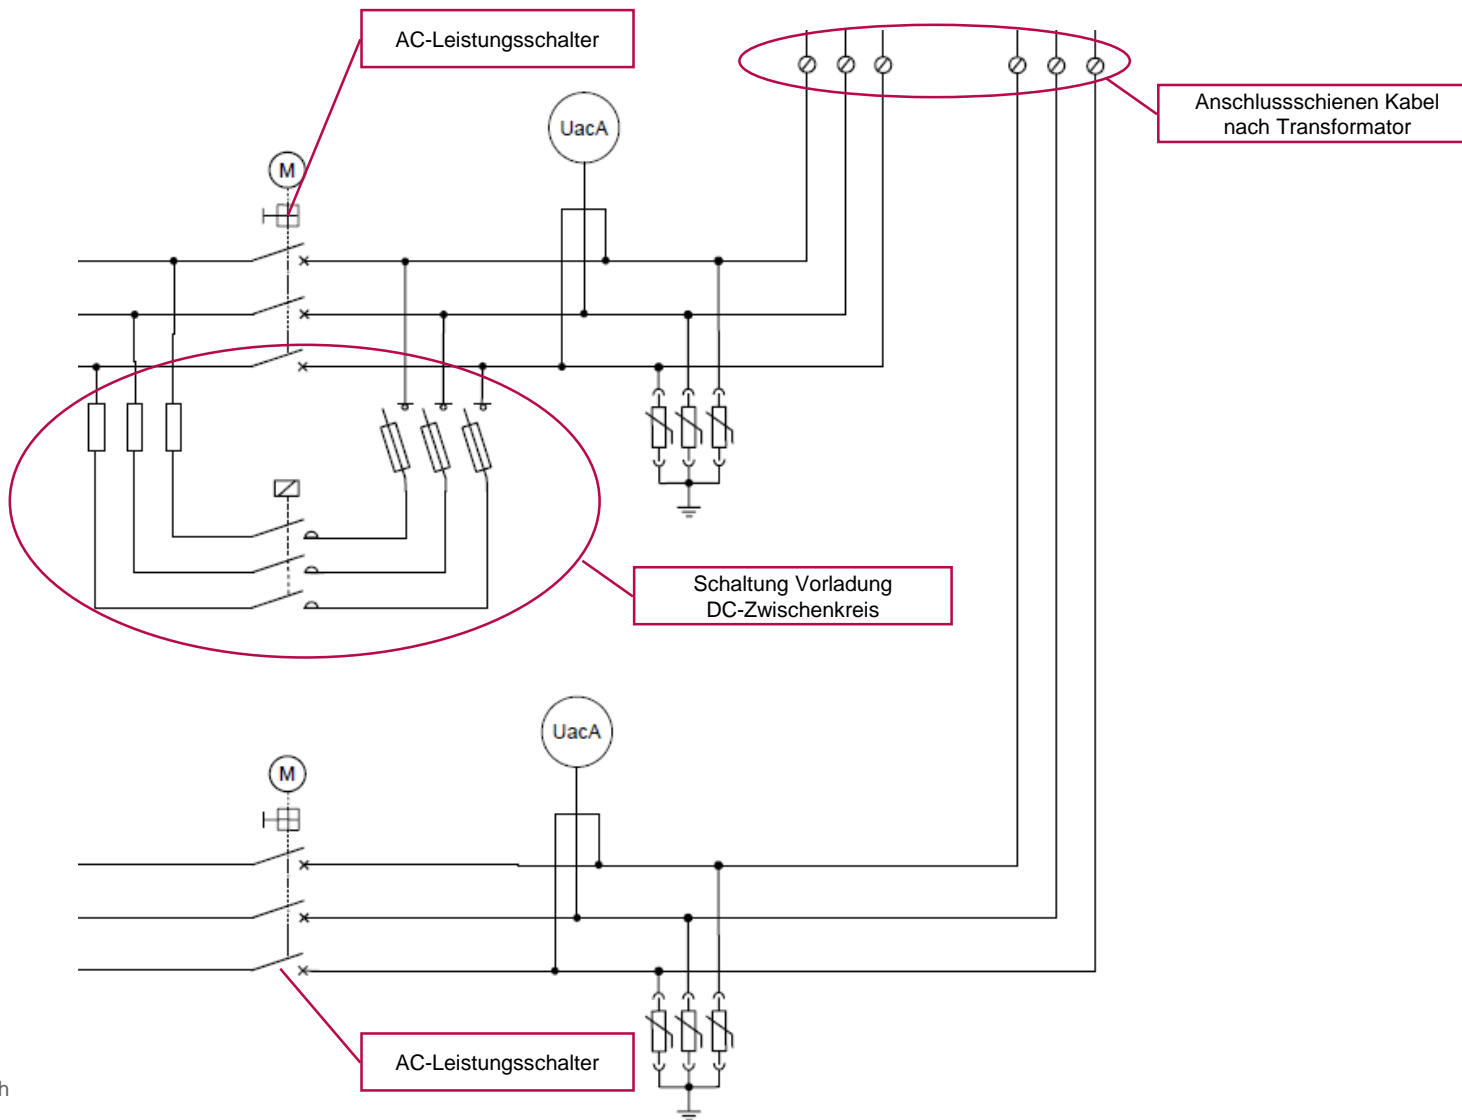 AC-Leistungsschalter
Anschlussschienen Kabel
nach Transformator
UacA
M
Schaltung Vorladung
DC-Zwischenkreis
UacA
M
AC-Leistungsschalter
h